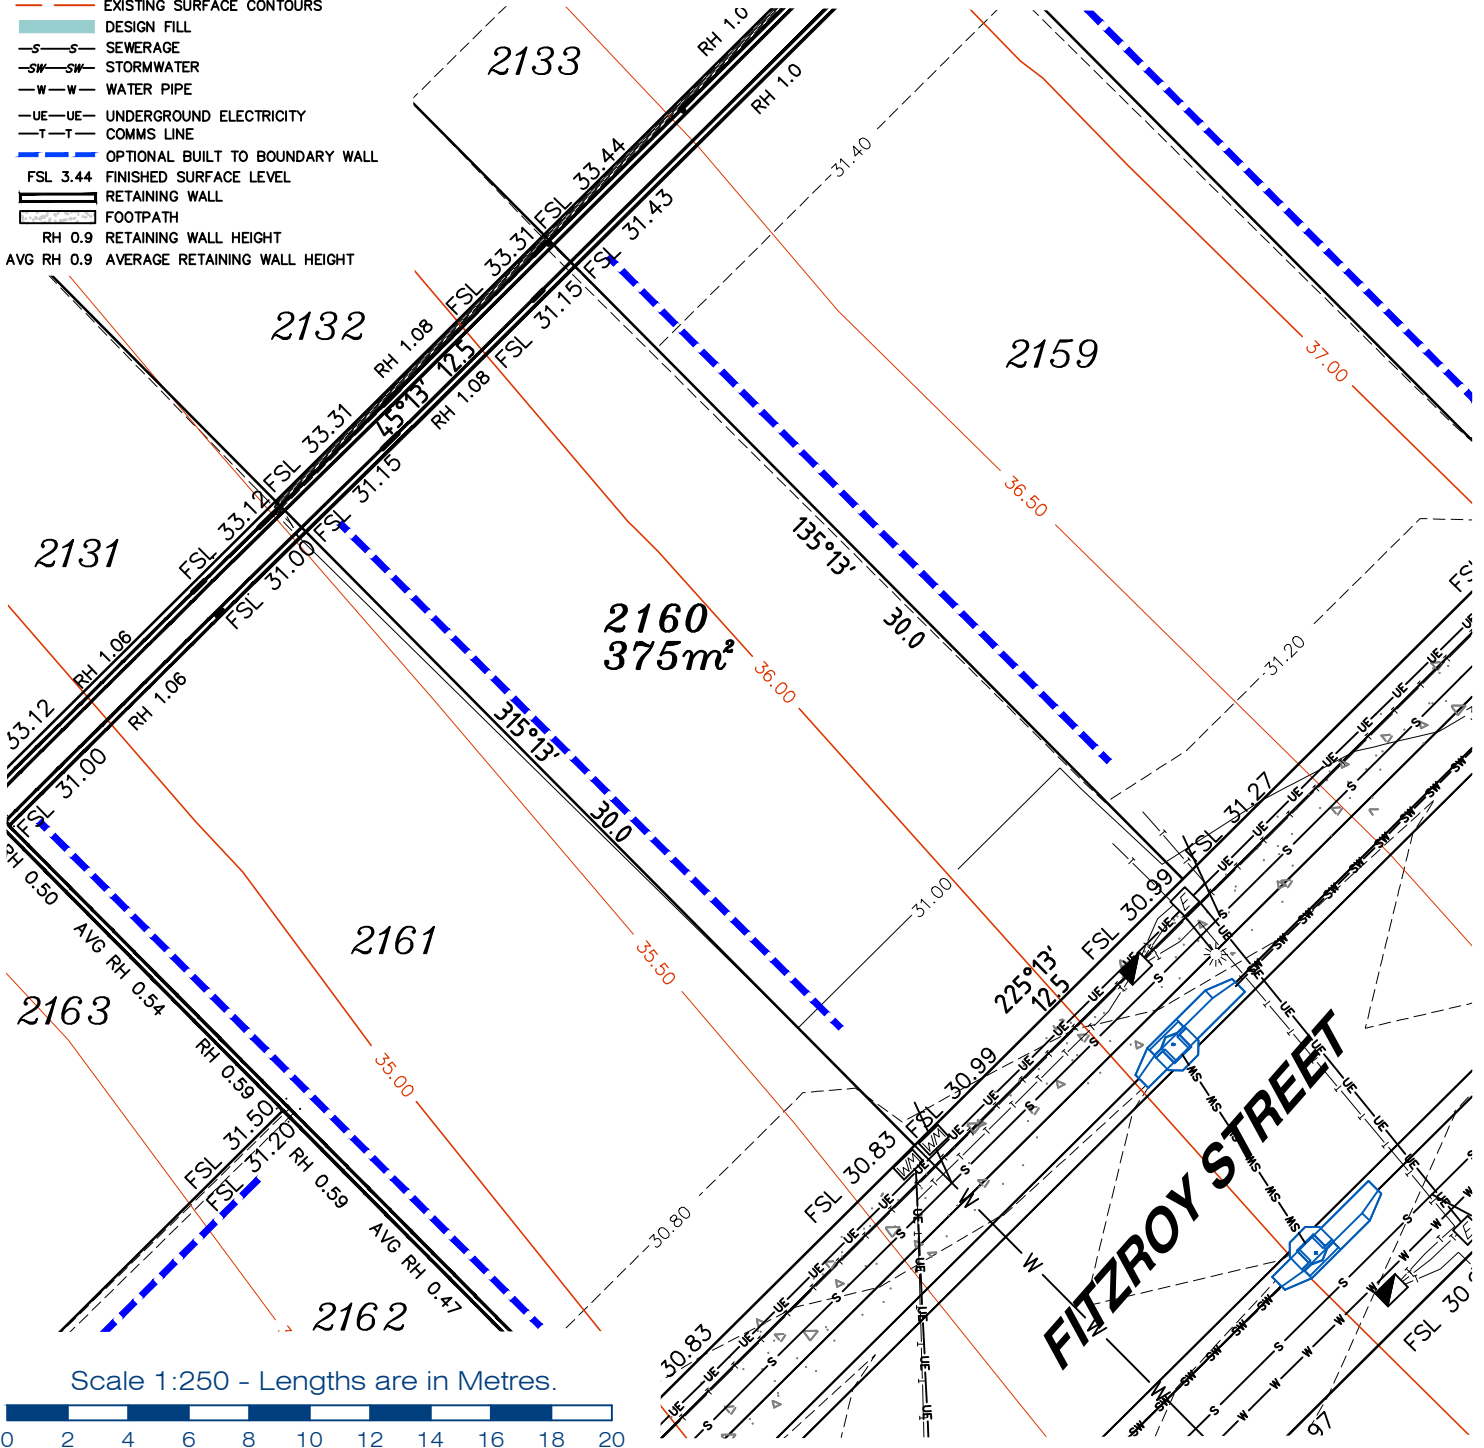 EXISTING SURFACE CONTOURS
DESIGN FILL
S S SEWERAGE
SW SW STORMWATER
W W WATER PIPE
UE UE UNDERGROUND ELECTRICITY
T T COMMS LINE
OPTIONAL BUILT TO BOUNDARY WALL
FSL 3.44 FINISHED SURFACE LEVEL
RETAINING WALL
FOOTPATH
RH 0.9 RETAINING WALL HEIGHT
AVG RH 0.9 AVERAGE RETAINING WALL HEIGHT
2133
RH 1.0
RH 1.0
31.40
FSL 33.44
FSL 33.31
FSL 31.43
FSL 31.15
2132
RH 1.08
45°13' 12.5
RH 1.08
2159
37.00
36.50
FSL 33.31
FSL 33.12
FSL 31.15
FSL 31.00
2131
135°13'
30.0
2160
375m²
36.00
31.20
RH 1.06
RH 1.06
33.12
FSL 31.00
315°13'
30.0
RH 0.50
AVG RH 0.54
RH 0.59
2161
2163
35.50
35.00
31.00
FSL 31.27
FSL 30.99
225°13'
12.5
FSL 30.99
FSL 30.83
WM
WM
E
FSL 31.50
FSL 31.20
RH 0.59
AVG RH 0.47
2162
30.80
30.83
FITZROY STREET
FSL 30.
97
Scale 1:250 - Lengths are in Metres.
0 2 4 6 8 10 12 14 16 18 20